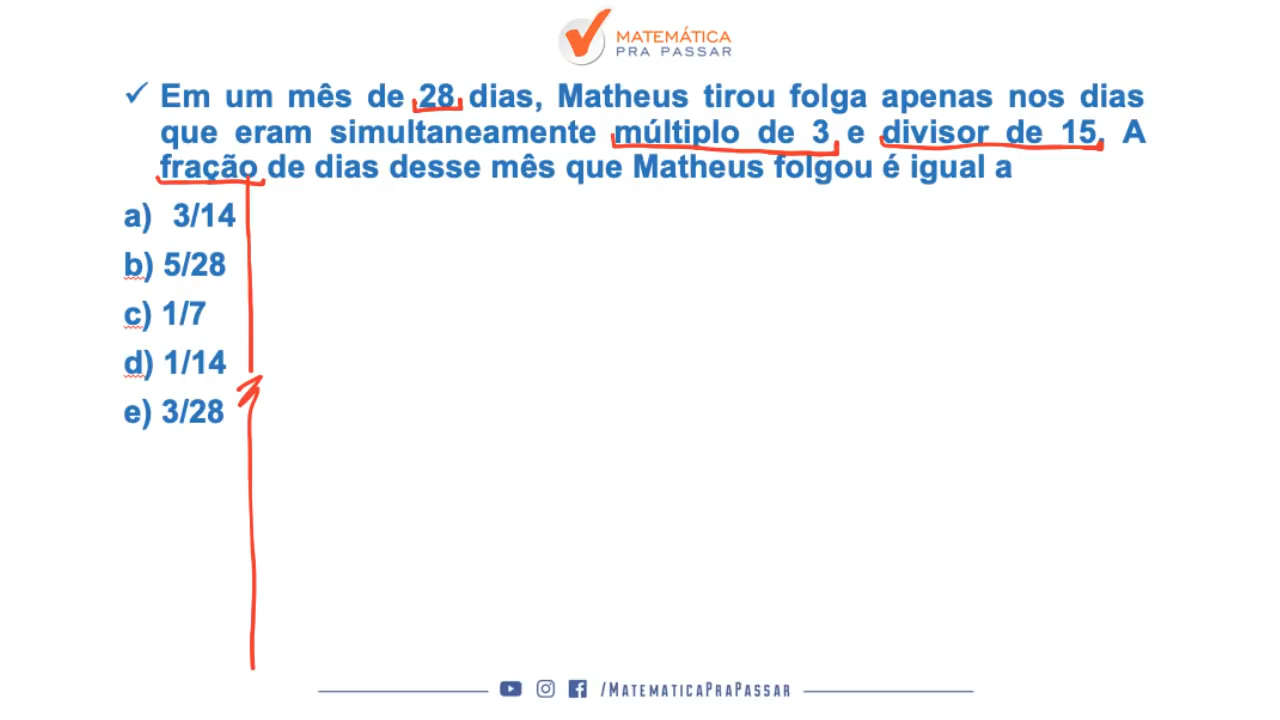 MATEMÁTICA
PRA PASSAR
✓ Em um mês de 28 dias, Matheus tirou folga apenas nos dias
que eram simultaneamente múltiplo de 3 e divisor de 15. A
fração de dias desse mês que Matheus folgou é igual a
a) 3/14
b) 5/28
c) 1/7
d) 1/14
e) 3/28
/MATEMATICAPRAPASSAR